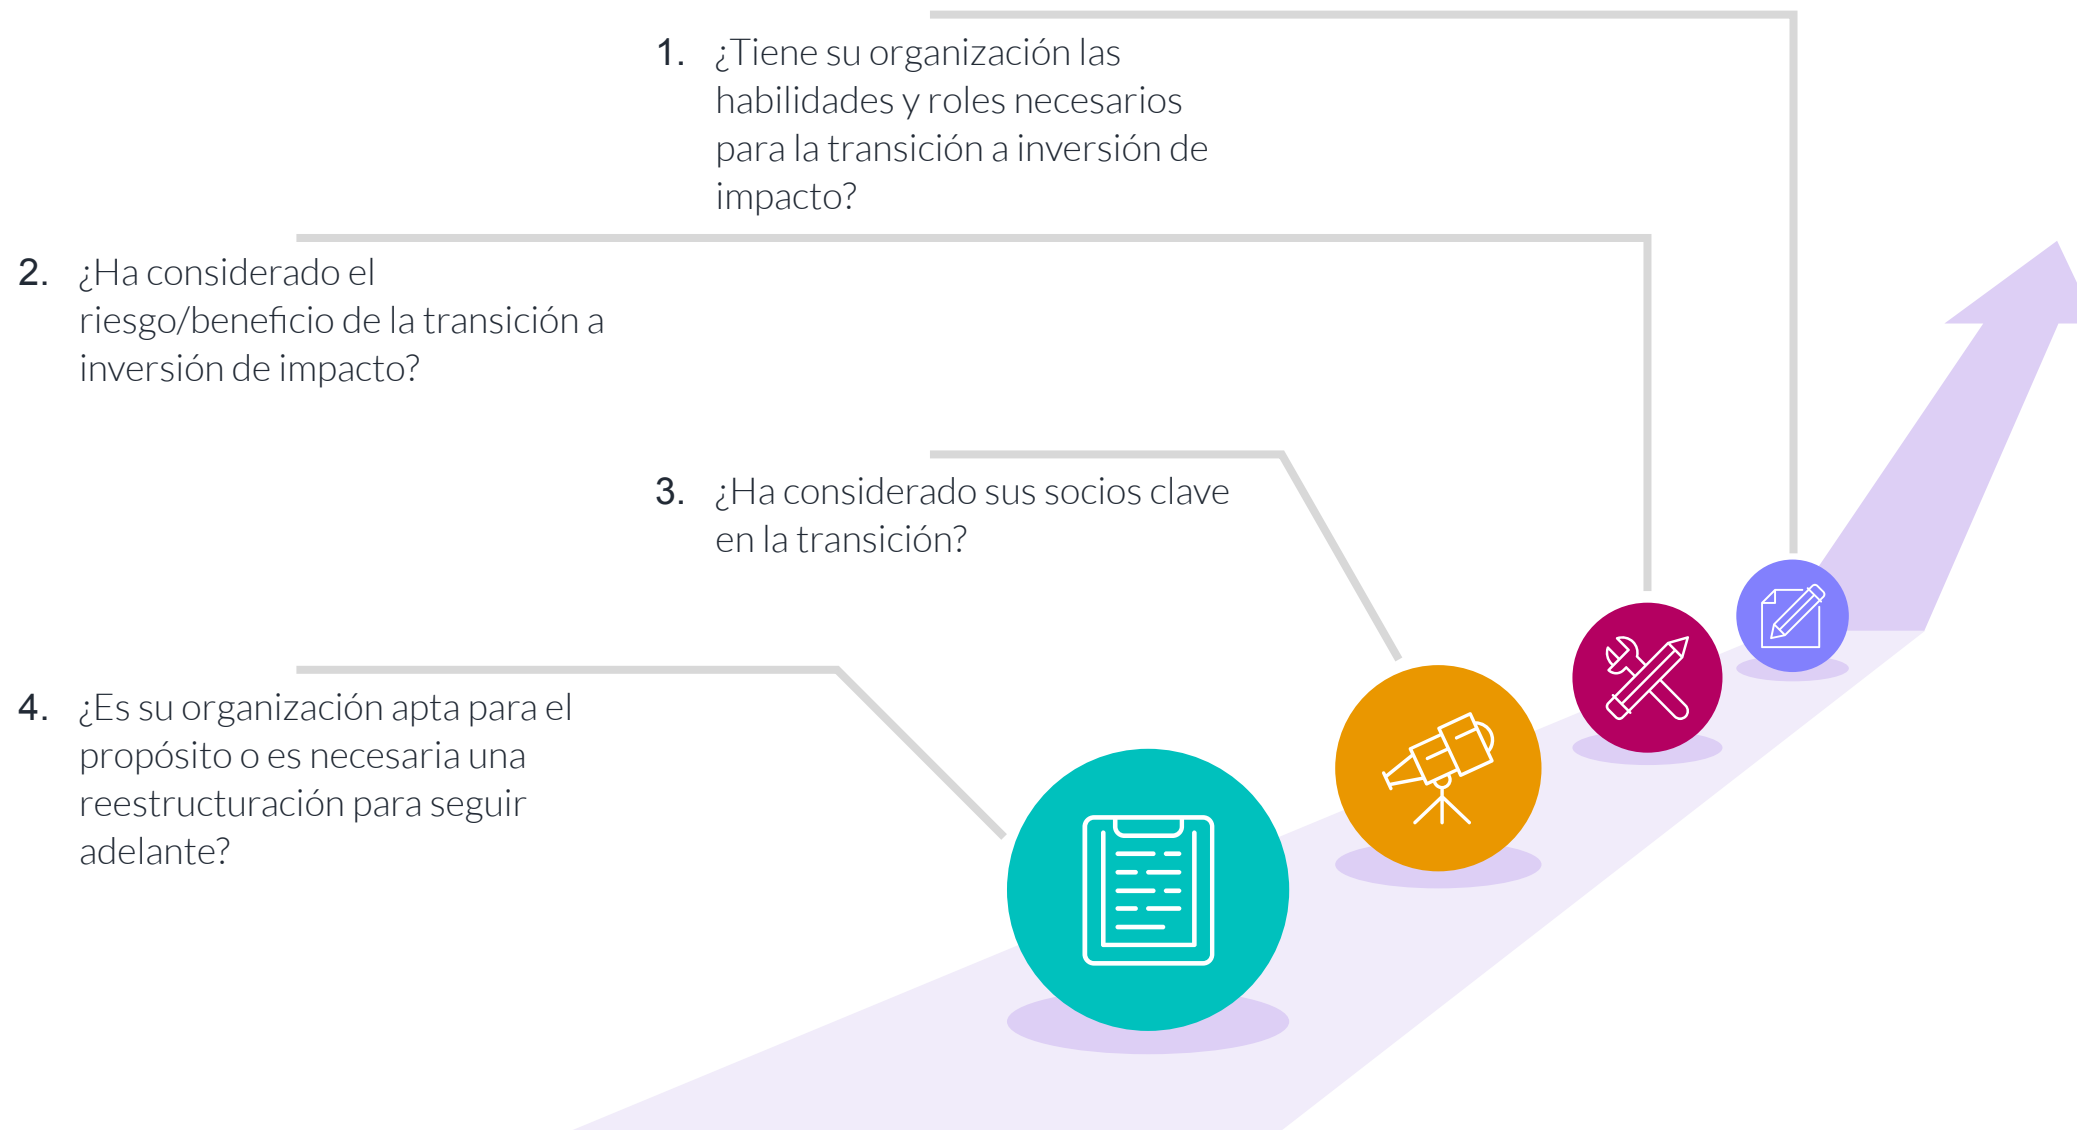 1. ¿Tiene su organización las
habilidades y roles necesarios
para la transición a inversión de
impacto?
2. ¿Ha considerado el
riesgo/beneficio de la transición a
inversión de impacto?
3. ¿Ha considerado sus socios clave
en la transición?
4. ¿Es su organización apta para el
propósito o es necesaria una
reestructuración para seguir
adelante?